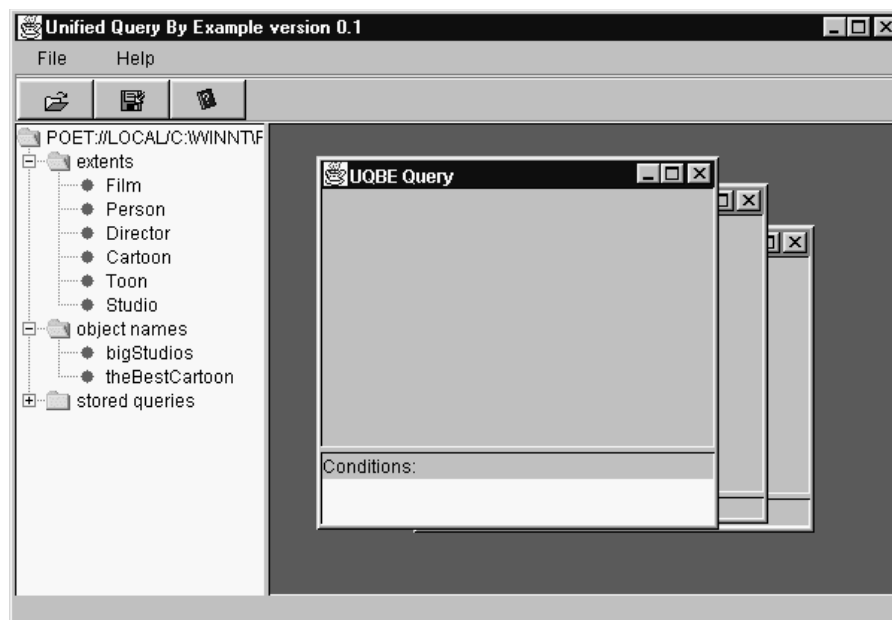 Unified Query By Example version 0.1
File Help
POET://LOCAL/C:\WINNT\F
extents
Film
Person
Director
Cartoon
Toon
Studio
object names
bigStudios
theBestCartoon
stored queries
UQBE Query
Conditions: